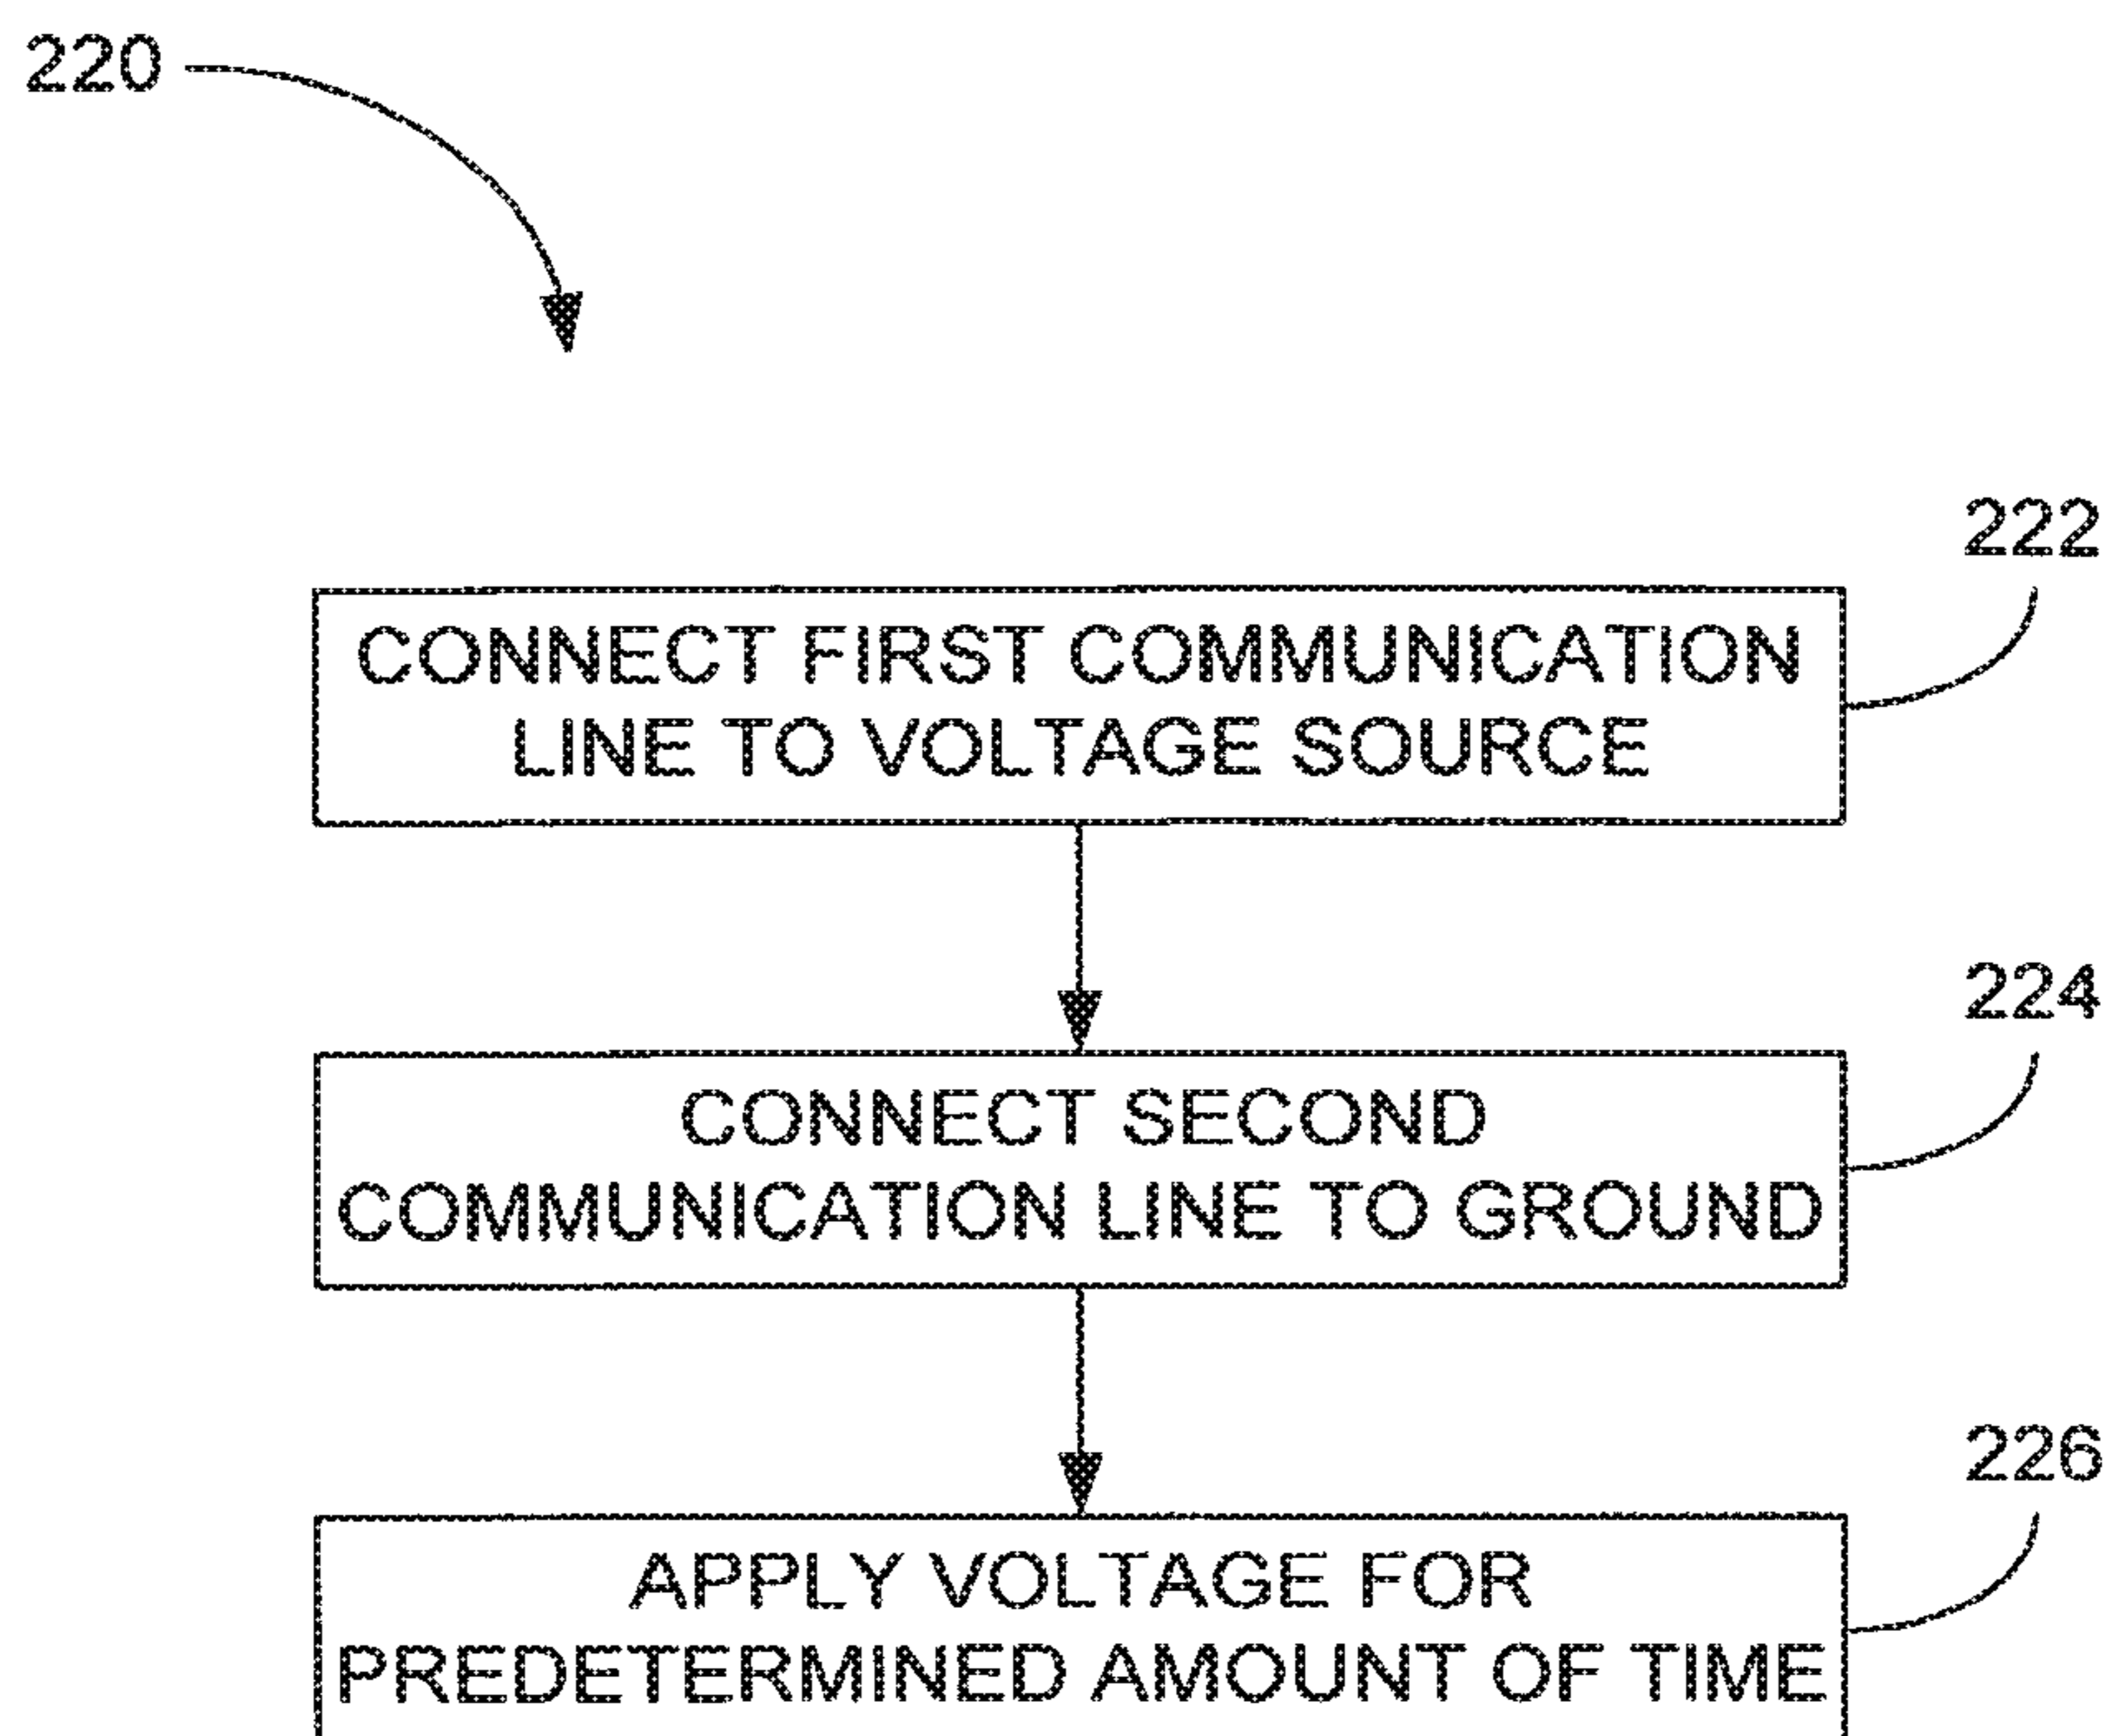 220
222
CONNECT FIRST COMMUNICATION
LINE TO VOLTAGE SOURCE
224
CONNECT SECOND
COMMUNICATION LINE TO GROUND
226
APPLY VOLTAGE FOR
PREDETERMINED AMOUNT OF TIME